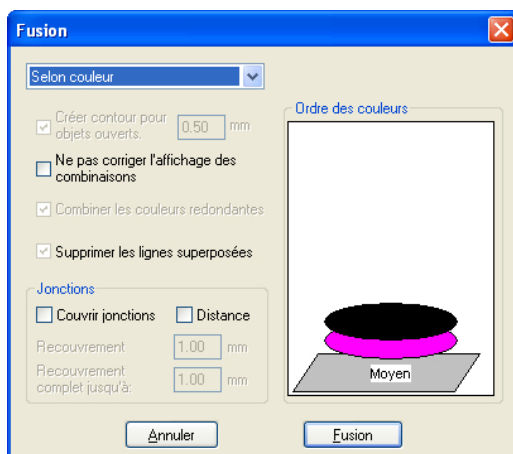 Fusion
Selon couleur
Créer contour pour
objets ouverts.
0.50 mm
Ne pas corriger l'affichage des
combinaisons
Combiner les couleurs redondantes
Supprimer les lignes superposées
Jonctions
Couvrir jonctions
Distance
Recouvrement
1.00 mm
Recouvrement
complet jusqu'à:
1.00 mm
Ordre des couleurs
Moyen
Annuler
Fusion